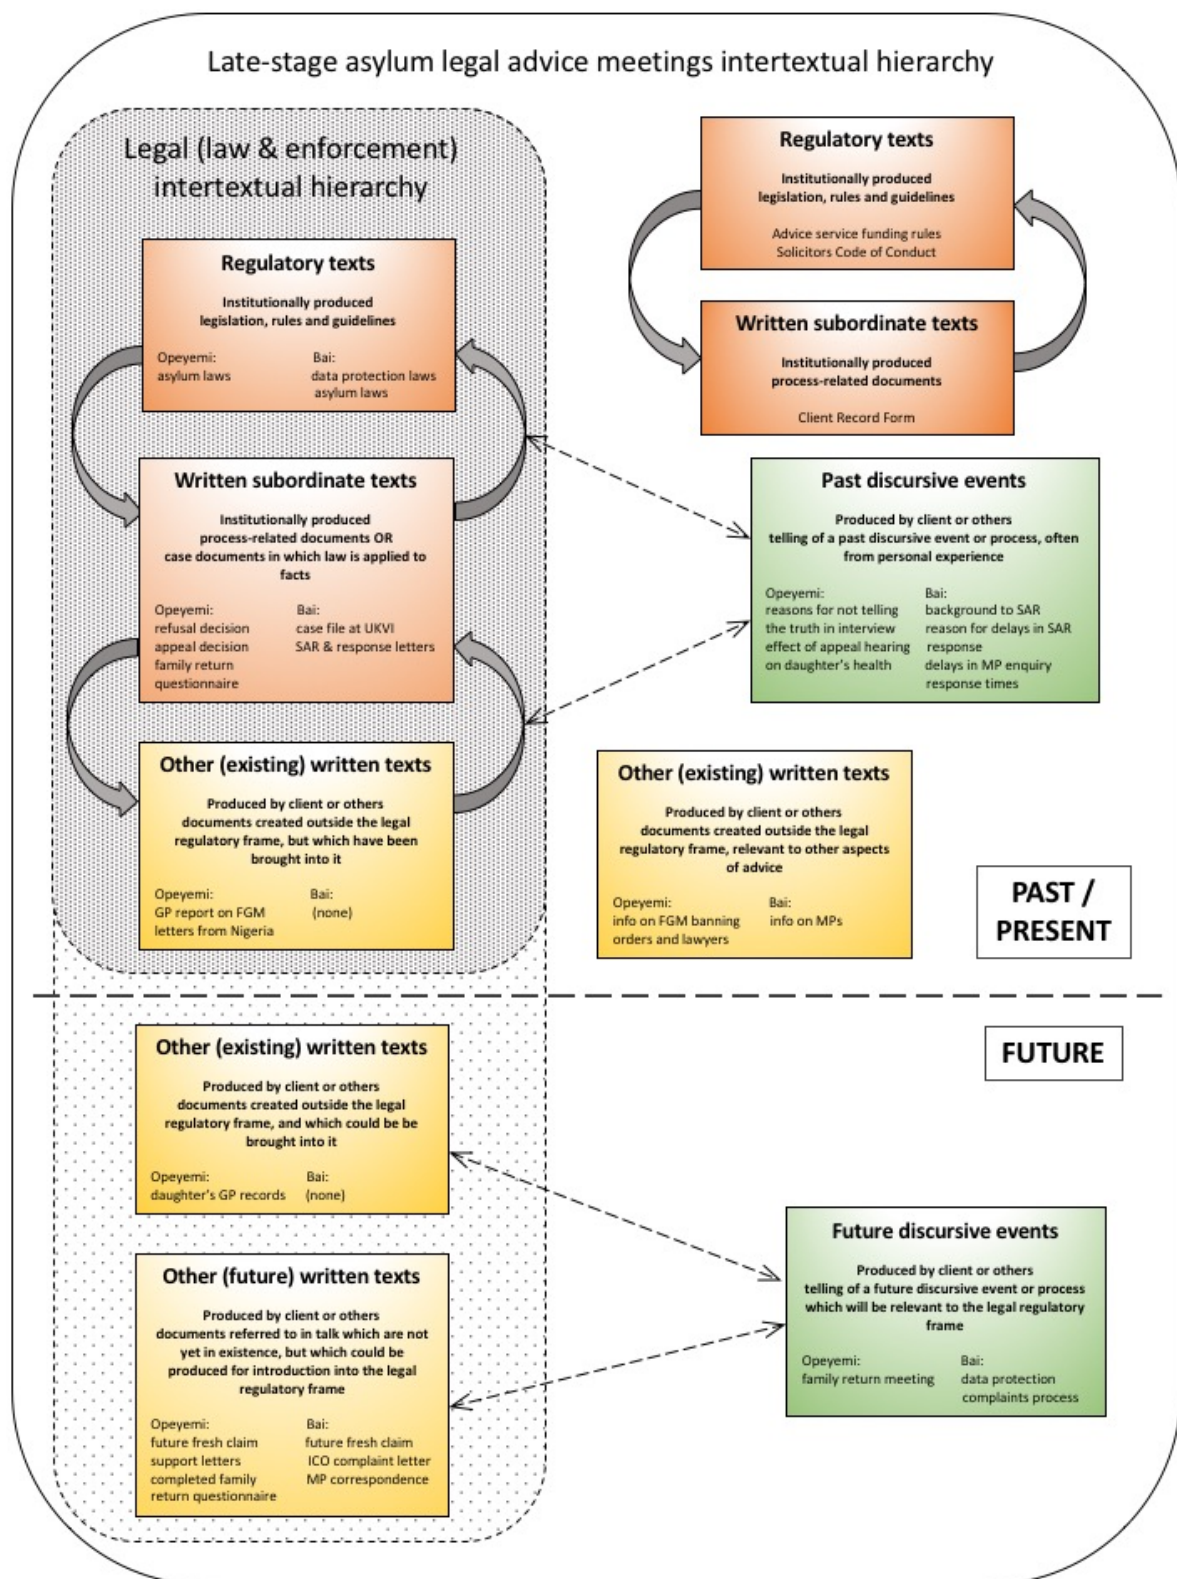 Late-stage asylum legal advice meetings intertextual hierarchy
Legal (law & enforcement)
intertextual hierarchy
Regulatory texts
Institutionally produced
legislation, rules and guidelines
Opeyemi:
asylum laws
Bai:
data protection laws
asylum laws
Written subordinate texts
Institutionally produced
process-related documents OR
case documents in which law is applied to
facts
Opeyemi:
refusal decision
appeal decision
family return
questionnaire
Bai:
case file at UKVI
SAR & response letters
Other (existing) written texts
Produced by client or others
documents created outside the legal
regulatory frame, but which have been
brought into it
Opeyemi:
GP report on FGM
letters from Nigeria
Bai:
(none)
Regulatory texts
Institutionally produced
legislation, rules and guidelines
Advice service funding rules
Solicitors Code of Conduct
Written subordinate texts
Institutionally produced
process-related documents
Client Record Form
Past discursive events
Produced by client or others
telling of a past discursive event or process, often
from personal experience
Opeyemi:
reasons for not telling
the truth in interview
effect of appeal hearing
on daughter's health
Bai:
background to SAR
reason for delays in SAR
response
delays in MP enquiry
response times
Other (existing) written texts
Produced by client or others
documents created outside the legal
regulatory frame, relevant to other aspects
of advice
Opeyemi:
info on FGM banning
orders and lawyers
Bai:
info on MPs
PAST /
PRESENT
FUTURE
Other (existing) written texts
Produced by client or others
documents created outside the legal
regulatory frame, and which could be be
brought into it
Opeyemi:
daughter's GP records
Bai:
(none)
Other (future) written texts
Produced by client or others
documents referred to in talk which are not
yet in existence, but which could be
produced for introduction into the legal
regulatory frame
Opeyemi:
future fresh claim
support letters
completed family
return questionnaire
Bai:
future fresh claim
ICO complaint letter
MP correspondence
Future discursive events
Produced by client or others
telling of a future discursive event or process
which will be relevant to the legal regulatory
frame
Opeyemi:
family return meeting
Bai:
data protection
complaints process